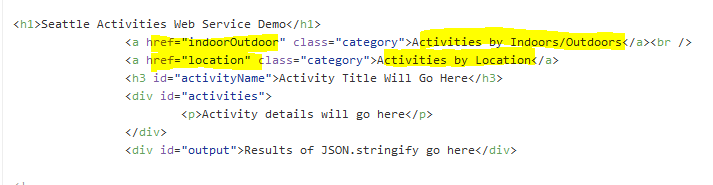 <h1>Seattle Activities Web Service Demo</h1>
<a href="indoorOutdoor" class="category">Activities by Indoors/Outdoors</a><br />
<a href="location" class="category">Activities by Location</a>
<h3 id="activityName">Activity Title Will Go Here</h3>
<div id="activities">
<p>Activity details will go here</p>
</div>
<div id="output">Results of JSON.stringify go here</div>